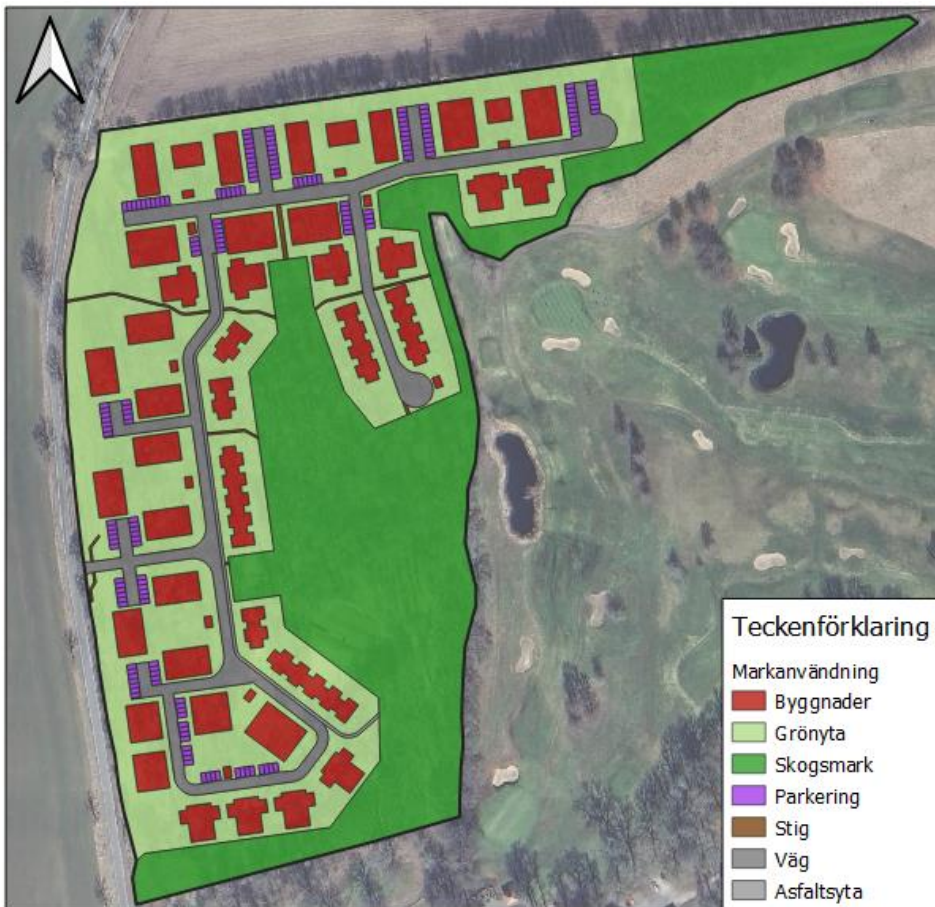 Teckenförklaring
Markanvändning
Byggnader
Grönyta
Skogsmark
Parkering
Stig
Väg
Asfaltsyta